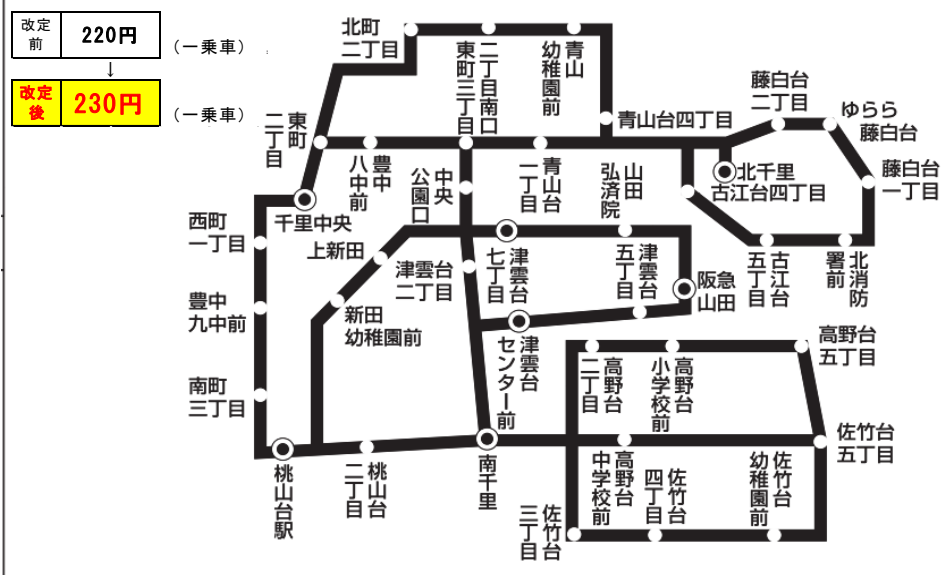 改定
前
220円
（一乗車）
↓
改定
後
230円
（一乗車）
北町
二丁目
二丁目南口
東町三丁目
青山
幼稚園前
青山台四丁目
藤白台
二丁目
ゆらら
藤白台
藤白台
一丁目
東町
二丁目
豊中
八中前
中央
公園口
青山台
一丁目
山田
弘済院
北千里
古江台四丁目
千里中央
西町
一丁目
上新田
津雲台
二丁目
津雲台
七丁目
津雲台
五丁目
阪急
山田
古江台
五丁目
北消防
署前
豊中
九中前
新田
幼稚園前
津雲台
センター前
高野台
二丁目
高野台
小学校前
高野台
五丁目
南町
三丁目
佐竹台
五丁目
桃山台駅
桃山台
二丁目
南千里
高野台
中学校前
佐竹台
四丁目
佐竹台
幼稚園前
佐竹台
三丁目